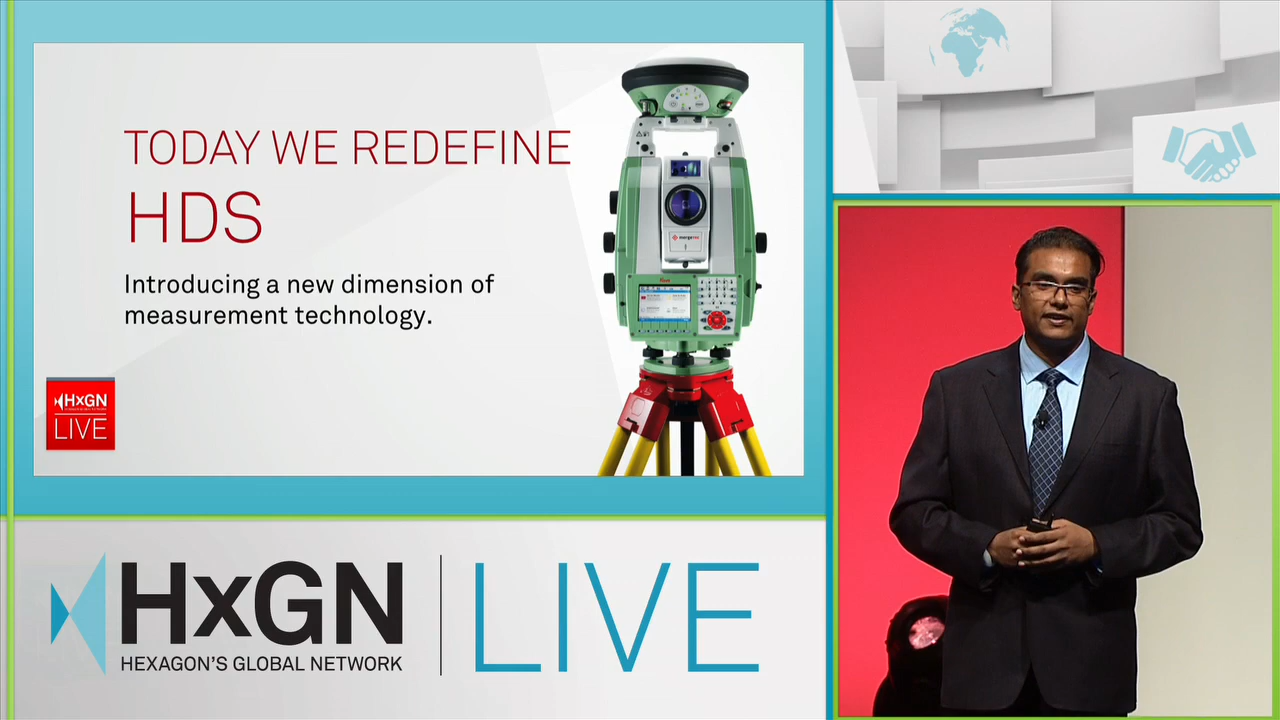 TODAY WE REDEFINE
HDS
Introducing a new dimension of
measurement technology.
HxGN
LIVE
HxGN
HEXAGON'S GLOBAL NETWORK
LIVE